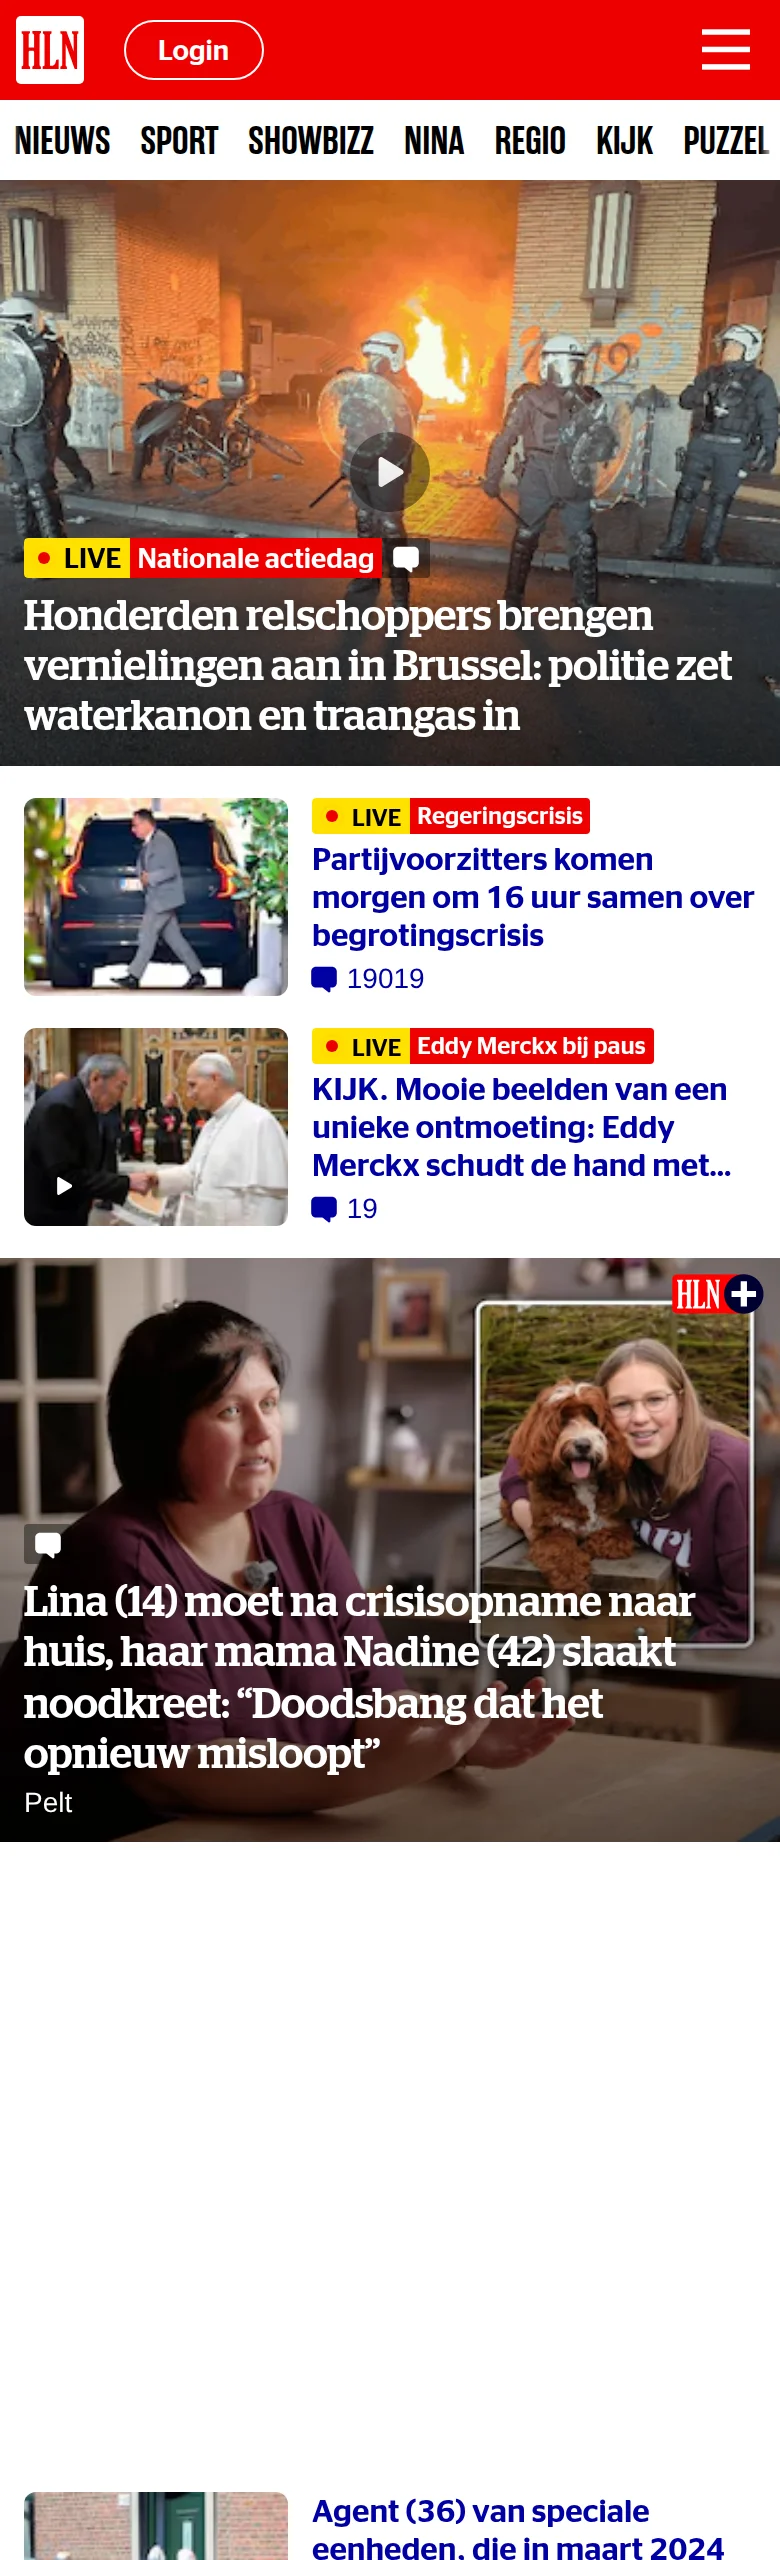 HLN
Login
NIEUWS SPORT SHOWBIZZ NINA REGIO KIJK PUZZEL
LIVE Nationale actiedag
Honderden relschoppers brengen
vernielingen aan in Brussel: politie zet
waterkanon en traangas in
LIVE Regeringscrisis
Partijvoorzitters komen
morgen om 16 uur samen over
begrotingscrisis
19019
LIVE Eddy Merckx bij paus
KIJK. Mooie beelden van een
unieke ontmoeting: Eddy
Merckx schudt de hand met...
19
HLN+
Lina (14) moet na crisisopname naar
huis, haar mama Nadine (42) slaakt
noodkreet: “Doodsbang dat het
opnieuw misloopt”
Pelt
Agent (36) van speciale
eenheden, die in maart 2024